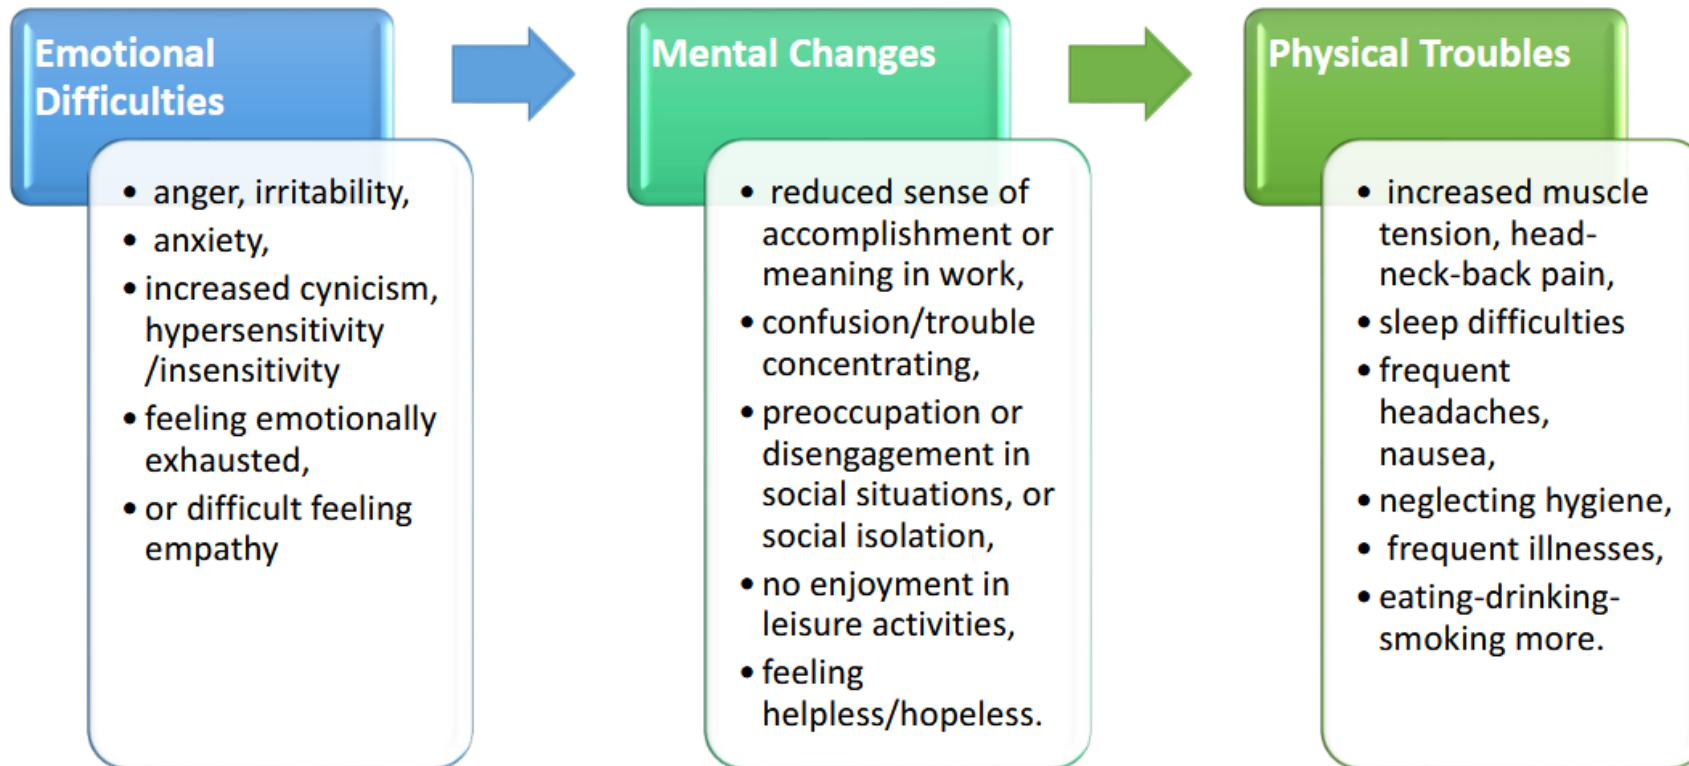 Emotional
Difficulties
• anger, irritability,
• anxiety,
• increased cynicism,
hypersensitivity
/insensitivity
• feeling emotionally
exhausted,
• or difficult feeling
empathy
Mental Changes
• reduced sense of
accomplishment or
meaning in work,
• confusion/trouble
concentrating,
• preoccupation or
disengagement in
social situations, or
social isolation,
• no enjoyment in
leisure activities,
• feeling
helpless/hopeless.
Physical Troubles
• increased muscle
tension, head-
neck-back pain,
• sleep difficulties
• frequent
headaches,
nausea,
• neglecting hygiene,
• frequent illnesses,
• eating-drinking-
smoking more.